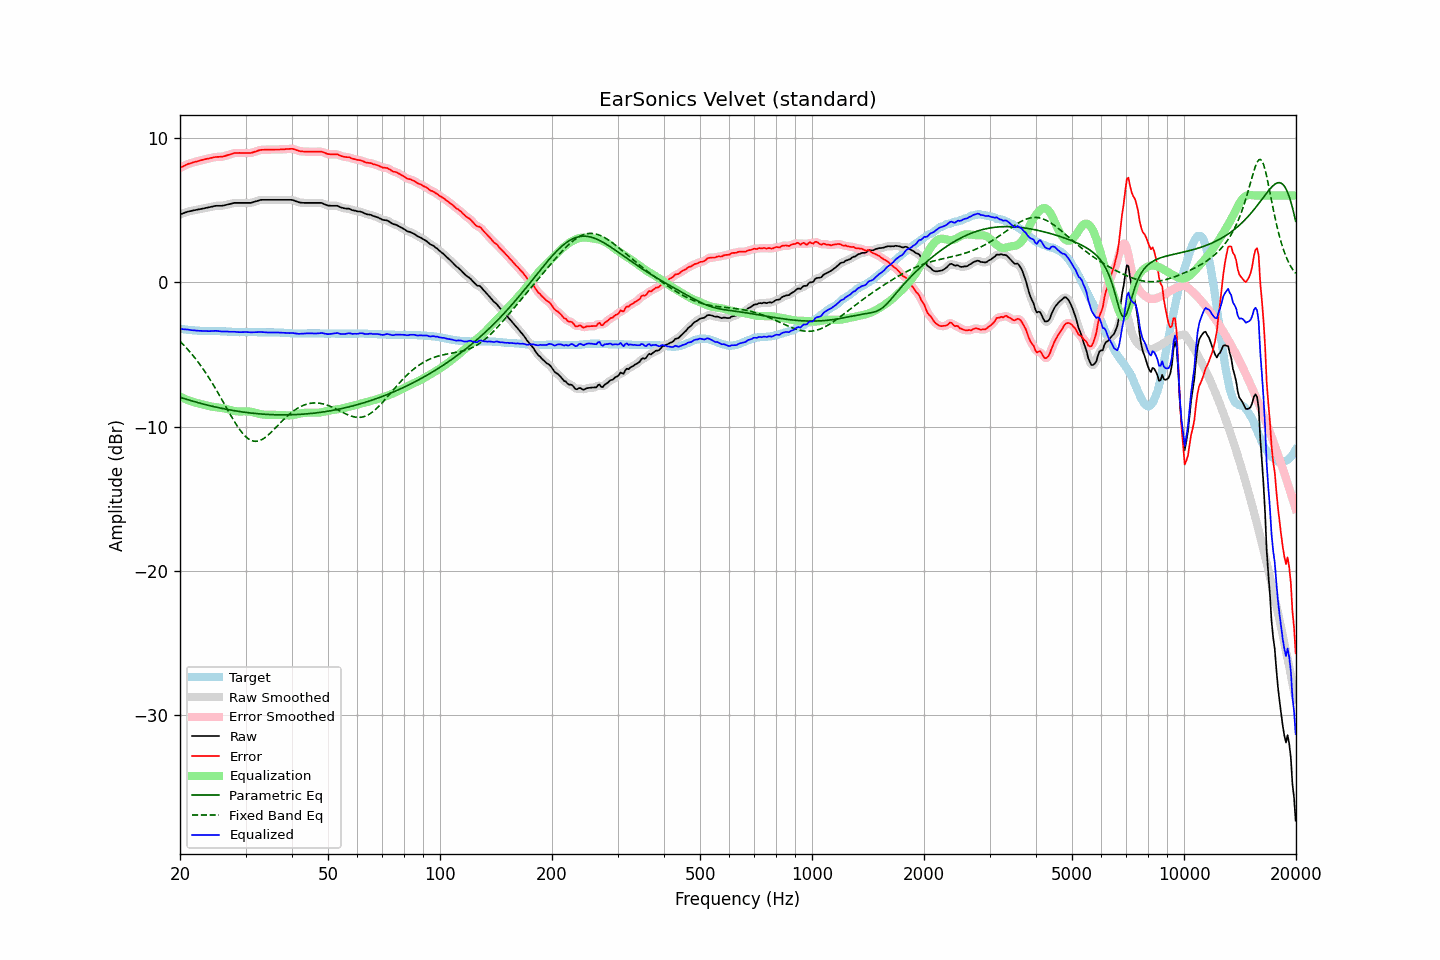 EarSonics Velvet (standard)
10
0
−10
−20
−30
Amplitude (dBr)
Target
Raw Smoothed
Error Smoothed
Raw
Error
Equalization
Parametric Eq
Fixed Band Eq
Equalized
20 50 100 200 500 1000 2000 5000 10000 20000
Frequency (Hz)